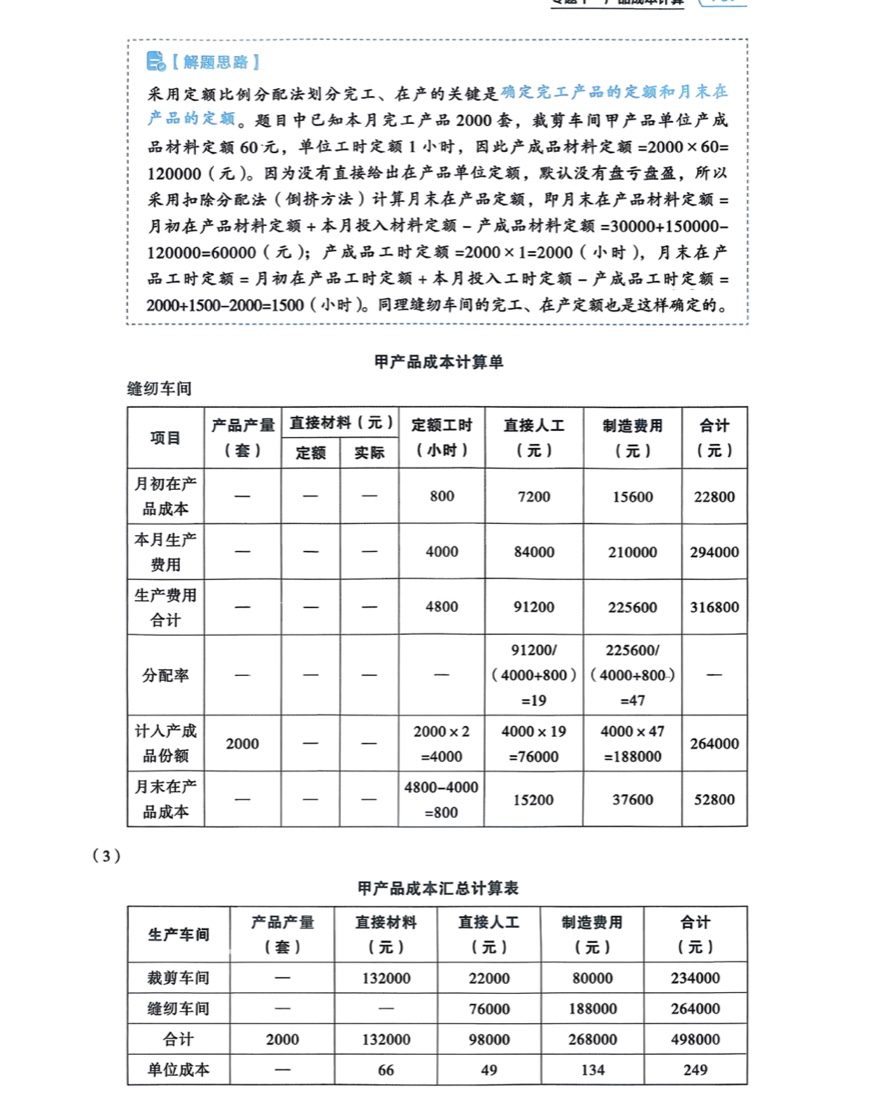 【解题思路】
采用定额比例分配法划分完工、在产的关键是确定完工产品的定额和月末在
产品的定额。题目中已知本月完工产品2000套，裁剪车间甲产品单位产成
品材料定额60元，单位工时定额1小时，因此产成品材料定额=2000×60=
120000（元）。因为没有直接给出在产品单位定额，默认没有盘亏盘盈，所以
采用扣除分配法（倒挤方法）计算月末在产品定额，即月末在产品材料定额=
月初在产品材料定额+本月投入材料定额-产成品材料定额=30000+150000-
120000=60000（元）；产成品工时定额=2000×1=2000（小时），月末在产
品工时定额=月初在产品工时定额+本月投入工时定额-产成品工时定额=
2000+1500-2000=1500（小时）。同理缝纫车间的完工、在产定额也是这样确定的。
甲产品成本计算单
缝纫车间
项目 产品产量（套） 直接材料（元） 定额工时（小时） 直接人工（元） 制造费用（元） 合计（元）
定额 实际
月初在产品成本 — — — 800 7200 15600 22800
本月生产费用 — — — 4000 84000 210000 294000
生产费用合计 — — — 4800 91200 225600 316800
分配率 — — — — 91200/（4000+800）=19 225600/（4000+800）=47 —
计入产成品份额 2000 — — 2000×2=4000 4000×19=76000 4000×47=188000 264000
月末在产品成本 — — — 4800-4000=800 15200 37600 52800
（3）
甲产品成本汇总计算表
生产车间 产品产量（套） 直接材料（元） 直接人工（元） 制造费用（元） 合计（元）
裁剪车间 — 132000 22000 80000 234000
缝纫车间 — — 76000 188000 264000
合计 2000 132000 98000 268000 498000
单位成本 — 66 49 134 249